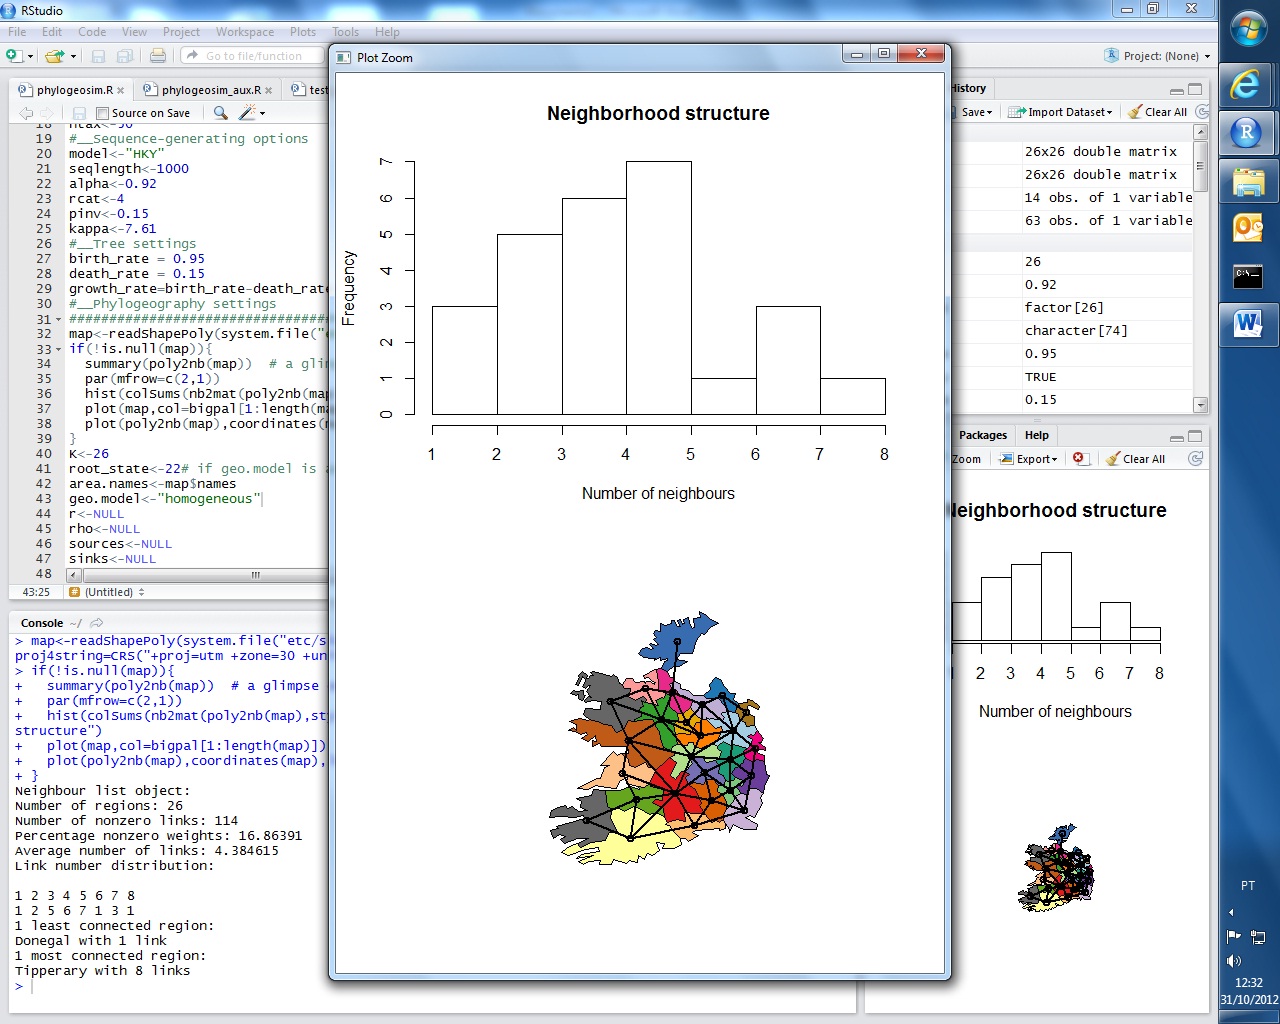 RStudio
File Edit Code View Project Workspace Plots Tools Help
Go to file/function
Project: (None)
phylogeosim.R
phylogeosim_aux.R
test
Source on Save
18 ntax<-50
19 #__Sequence-generating options
20 model<-"HKY"
21 seqlength<-1000
22 alpha<-0.92
23 rcat<-4
24 pinv<-0.15
25 kappa<-7.61
26 #__Tree settings
27 birth_rate = 0.95
28 death_rate = 0.15
29 growth_rate=birth_rate-death_rate
30 #__Phylogeography settings
31 ##################################
32 map<-readShapePoly(system.file("e
33 if(!is.null(map)){
34 summary(poly2nb(map)) # a glim
35 par(mfrow=c(2,1))
36 hist(colSums(nb2mat(poly2nb(map
37 plot(map,col=bigpal[1:length(ma
38 plot(poly2nb(map),coordinates(m
39 }
40 K<-26
41 root_state<-22# if geo.model is a
42 area.names<-map$names
43 geo.model<-"homogeneous"
44 r<-NULL
45 rho<-NULL
46 sources<-NULL
47 sinks<-NULL
48
43:25 # (Untitled)
Console ~/
> map<-readShapePoly(system.file("etc/s
proj4string=CRS("+proj=utm +zone=30 +un
> if(!is.null(map)){
+ summary(poly2nb(map)) # a glimpse
+ par(mfrow=c(2,1))
+ hist(colSums(nb2mat(poly2nb(map),st
structure")
+ plot(map,col=bigpal[1:length(map)])
+ plot(poly2nb(map),coordinates(map),
+ }
Neighbour list object:
Number of regions: 26
Number of nonzero links: 114
Percentage nonzero weights: 16.86391
Average number of links: 4.384615
Link number distribution:
1 2 3 4 5 6 7 8
1 2 5 6 7 1 3 1
1 least connected region:
Donegal with 1 link
1 most connected region:
Tipperary with 8 links
>
Plot Zoom
Neighborhood structure
Frequency
7
6
5
4
3
2
1
0
1 2 3 4 5 6 7 8
Number of neighbours
History
Save Import Dataset Clear All
26x26 double matrix
26x26 double matrix
14 obs. of 1 variable
63 obs. of 1 variable
26
0.92
factor[26]
character[74]
0.95
TRUE
0.15
Packages Help
Zoom Export Clear All
Neighborhood structure
2 3 4 5 6 7 8
Number of neighbours
C:\
PT
12:32
31/10/2012